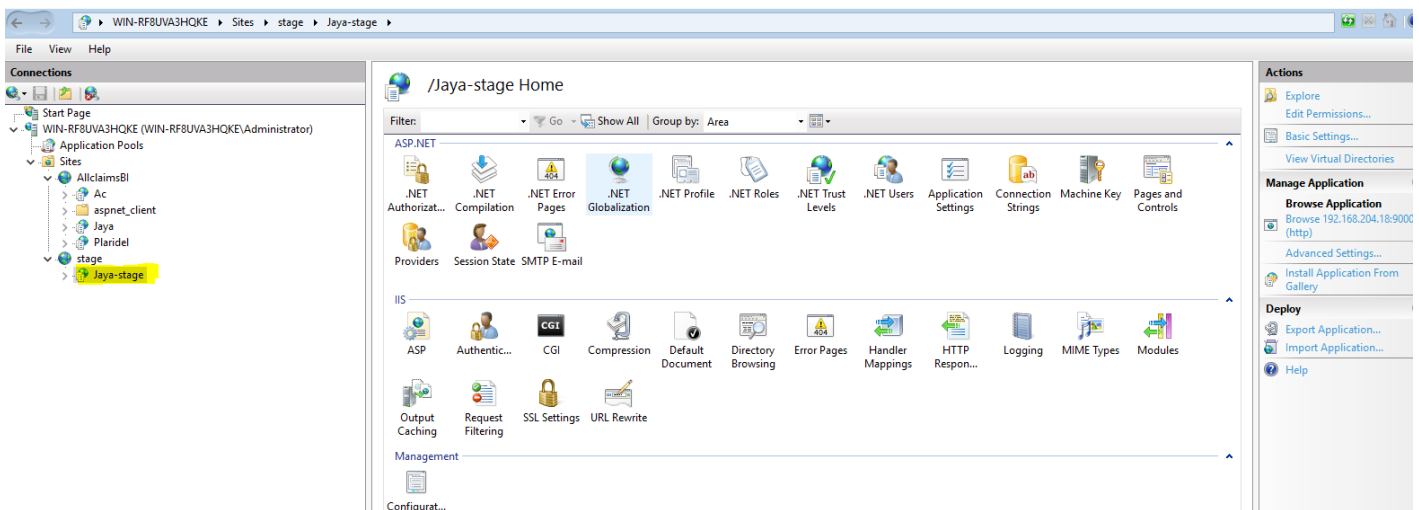 WIN-RF8UVA3HQKE Sites stage Jaya-stage
File View Help
Connections
Start Page
WIN-RF8UVA3HQKE (WIN-RF8UVA3HQKE\Administrator)
Application Pools
Sites
AllclaimsBI
Ac
aspnet_client
Jaya
Plaridel
stage
Jaya-stage
/Jaya-stage Home
Filter: Go Show All Group by: Area
ASP.NET
.NET Authorizat...
.NET Compilation
.NET Error Pages
.NET Globalization
.NET Profile
.NET Roles
.NET Trust Levels
.NET Users
Application Settings
Connection Strings
Machine Key
Pages and Controls
Providers
Session State
SMTP E-mail
IIS
ASP
Authentic...
CGI
Compression
Default Document
Directory Browsing
Error Pages
Handler Mappings
HTTP Respon...
Logging
MIME Types
Modules
Output Caching
Request Filtering
SSL Settings
URL Rewrite
Management
Configurat...
Actions
Explore
Edit Permissions...
Basic Settings...
View Virtual Directories
Manage Application
Browse Application
Browse 192.168.204.18:9000
(http)
Advanced Settings...
Install Application From
Gallery
Deploy
Export Application...
Import Application...
Help